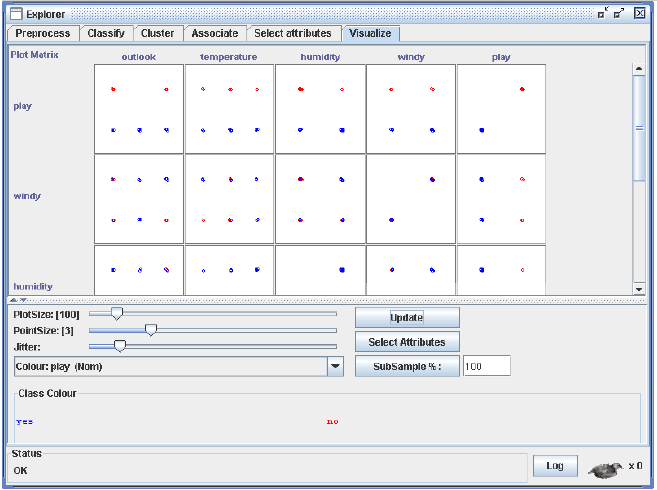 Explorer
Preprocess Classify Cluster Associate Select attributes Visualize
Plot Matrix outlook temperature humidity windy play
play
windy
humidity
PlotSize: [100]
PointSize: [3]
Jitter:
Update
Select Attributes
Colour: play (Nom) SubSample % : 100
Class Colour
yes no
Status
OK
Log x 0